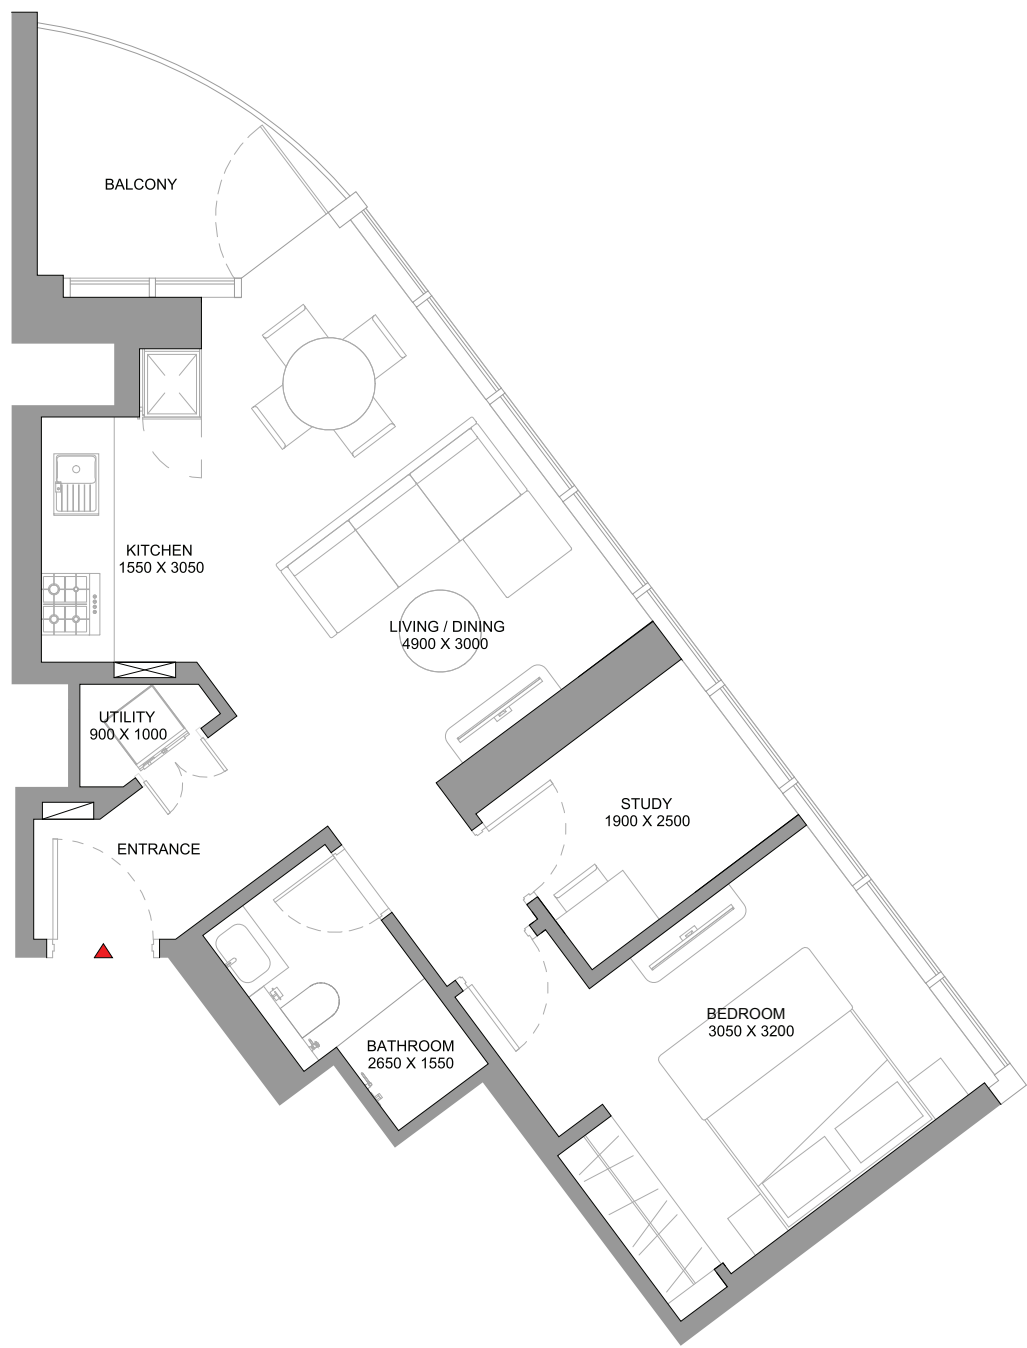 BALCONY
KITCHEN
1550 X 3050
LIVING / DINING
4900 X 3000
UTILITY
900 X 1000
STUDY
1900 X 2500
ENTRANCE
BEDROOM
3050 X 3200
BATHROOM
2650 X 1550